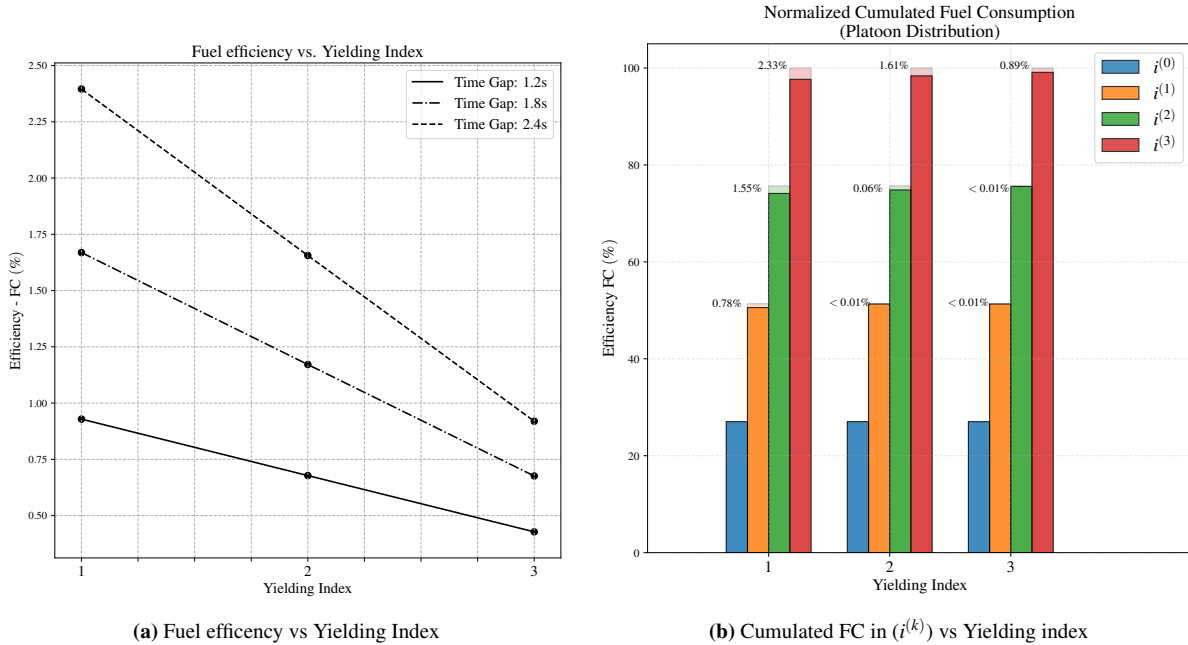 Fuel efficiency vs. Yielding Index
2.50
2.25
2.00
1.75
1.50
1.25
1.00
0.75
0.50
Efficiency - FC (%)
Time Gap: 1.2s
Time Gap: 1.8s
Time Gap: 2.4s
1 2 3
Yielding Index
(a) Fuel efficency vs Yielding Index
Normalized Cumulated Fuel Consumption
(Platoon Distribution)
100
80
60
40
20
0
Efficiency FC (%)
2.33% 1.61% 0.89%
1.55% 0.06% < 0.01%
0.78% < 0.01% < 0.01%
i^(0)
i^(1)
i^(2)
i^(3)
1 2 3
Yielding Index
(b) Cumulated FC in (i^(k)) vs Yielding index